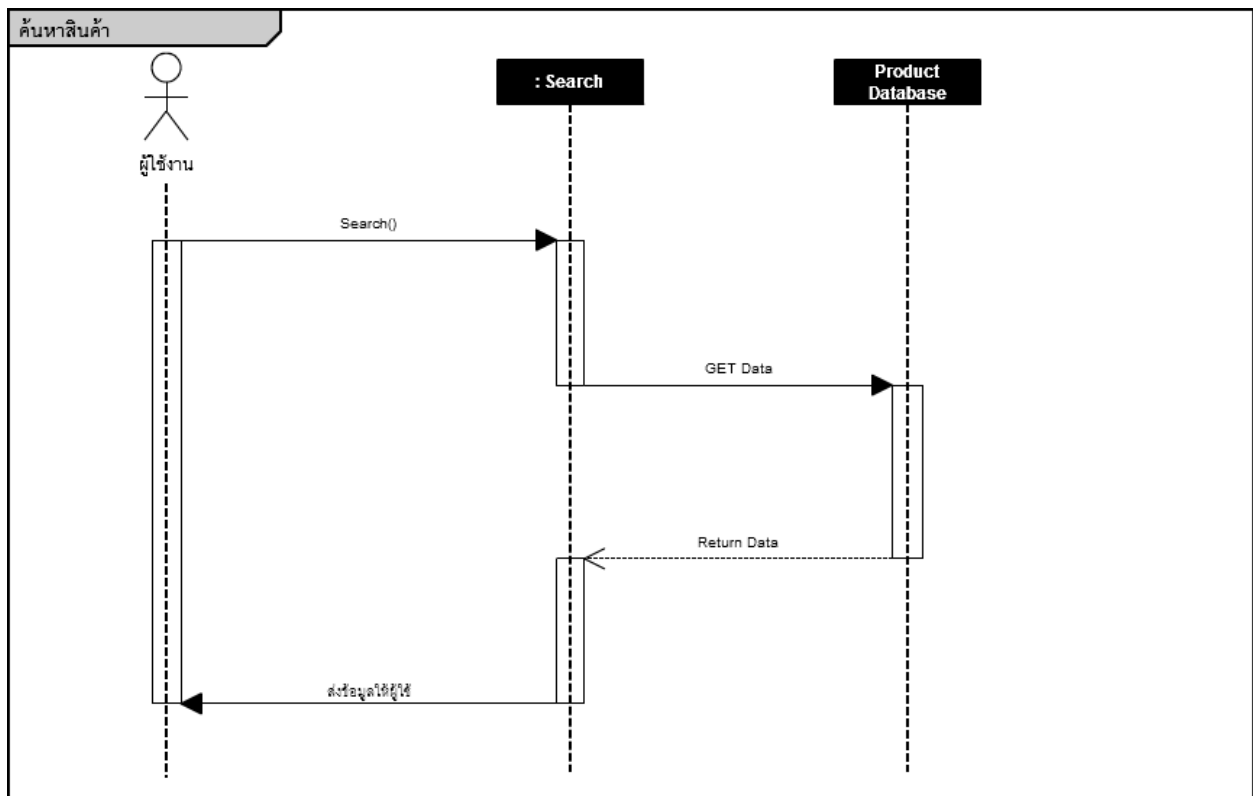 ค้นหาสินค้า
ผู้ใช้งาน
: Search
Product
Database
Search()
GET Data
Return Data
ส่งข้อมูลให้ผู้ใช้